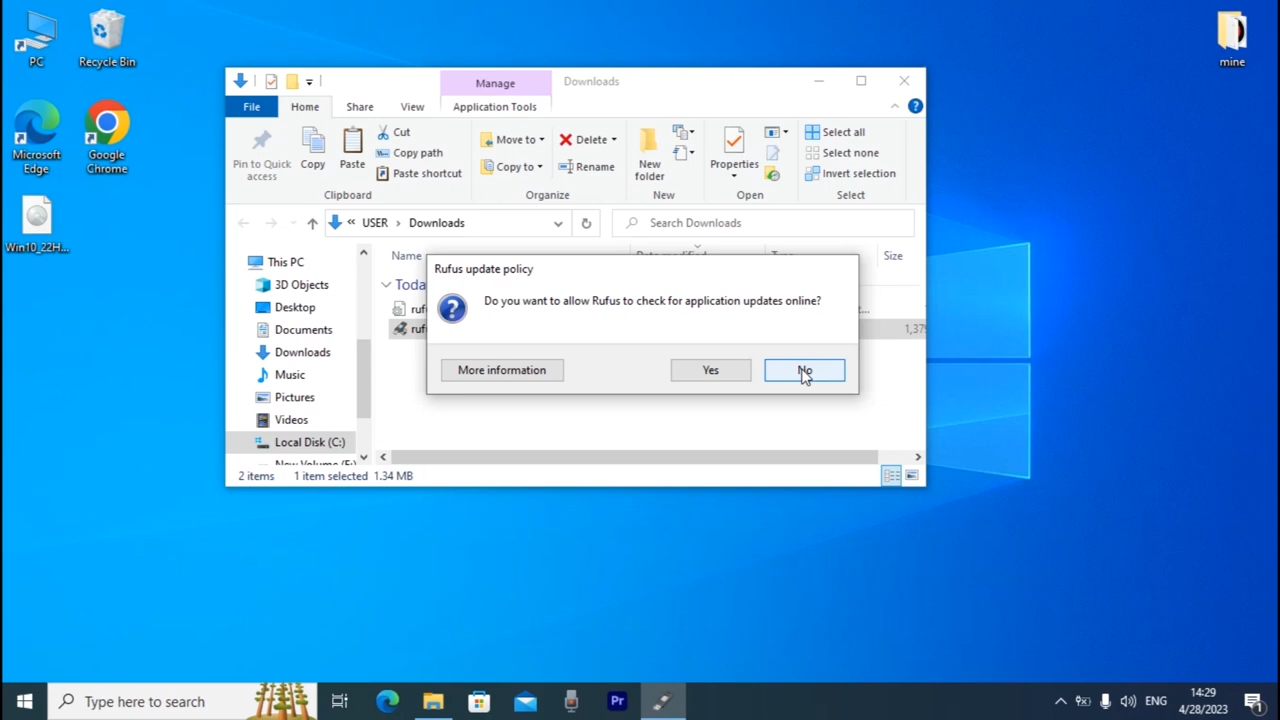 PC
Recycle Bin
mine
Microsoft
Edge
Google
Chrome
Win10_22H...
Manage
Downloads
File
Home
Share
View
Application Tools
Pin to Quick
access
Copy
Paste
Cut
Copy path
Paste shortcut
Clipboard
Move to
Copy to
Delete
Rename
Organize
New
folder
New
Properties
Open
Select all
Select none
Invert selection
Select
« USER > Downloads
Search Downloads
This PC
3D Objects
Desktop
Documents
Downloads
Music
Pictures
Videos
Local Disk (C:)
Name
Size
Rufus update policy
Do you want to allow Rufus to check for application updates online?
More information
Yes
No
2 items
1 item selected 1.34 MB
Type here to search
Pr
ENG
14:29
4/28/2023
1